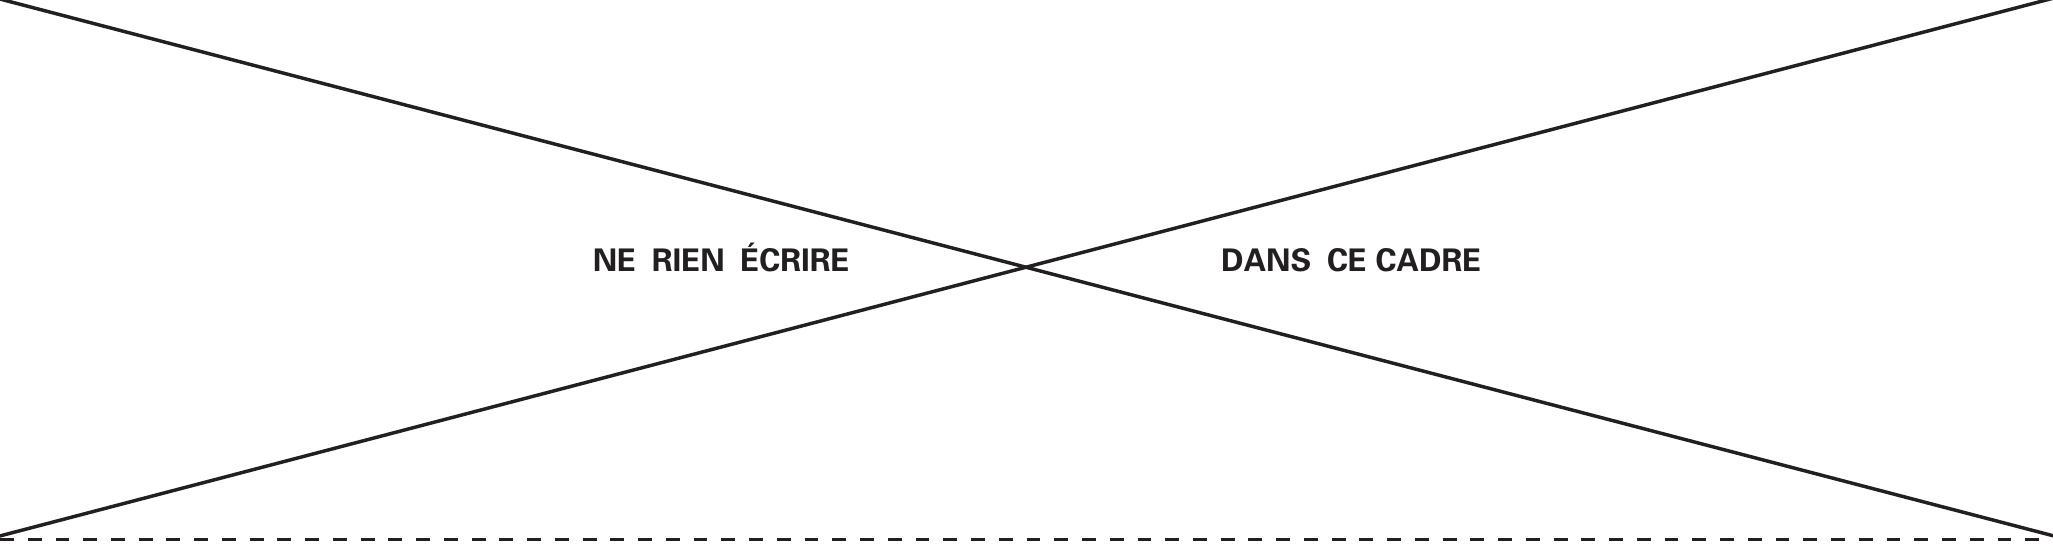 NE RIEN ÉCRIRE DANS CE CADRE